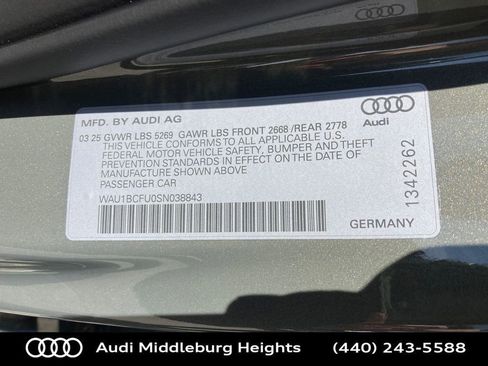 MFD. BY AUDI AG
03 25 GVWR LBS 5269 GAWR LBS FRONT 2668 /REAR 2778
THIS VEHICLE CONFORMS TO ALL APPLICABLE U.S.
FEDERAL MOTOR VEHICLE SAFETY, BUMPER AND THEFT
PREVENTION STANDARDS IN EFFECT ON THE DATE OF
MANUFACTURE SHOWN ABOVE
PASSENGER CAR
WAU1BCFU0SN038843
Audi
1342262
GERMANY
Audi Middleburg Heights
(440) 243-5588